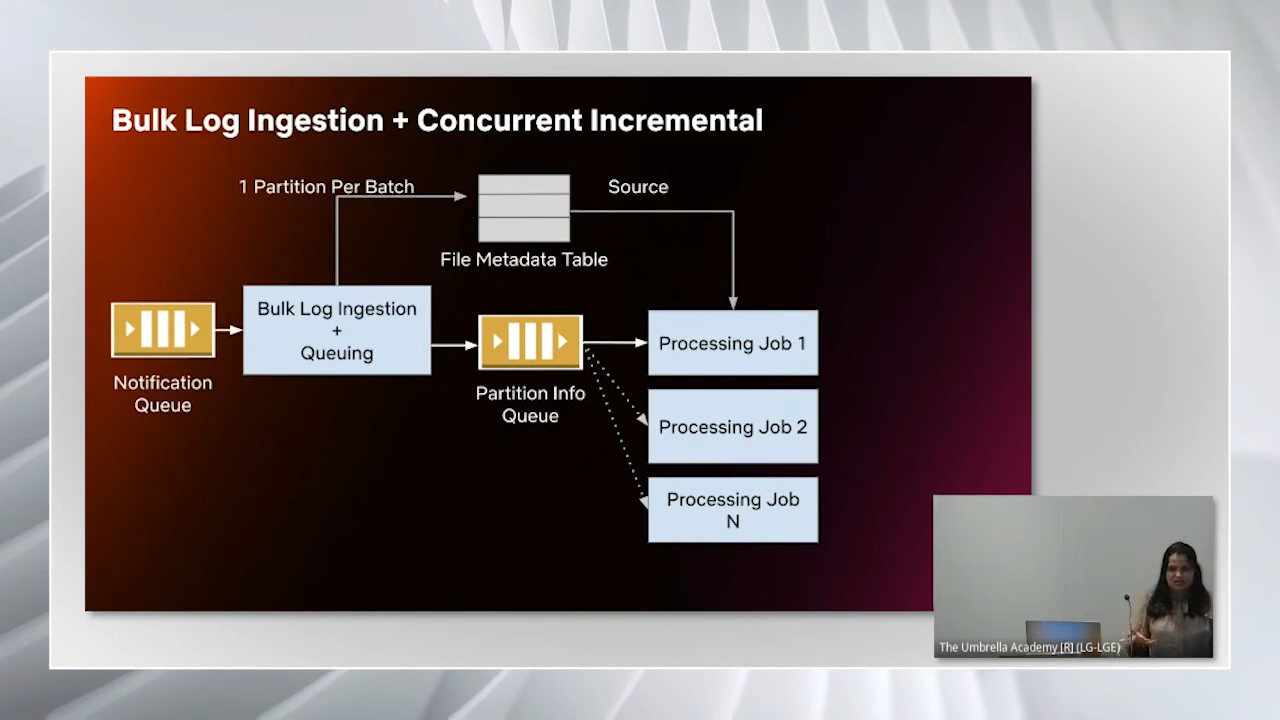 Bulk Log Ingestion + Concurrent Incremental
1 Partition Per Batch
Source
File Metadata Table
Bulk Log Ingestion
+
Queuing
Notification
Queue
Partition Info
Queue
Processing Job 1
Processing Job 2
Processing Job
N
The Umbrella Academy [R] (LG-LGE)